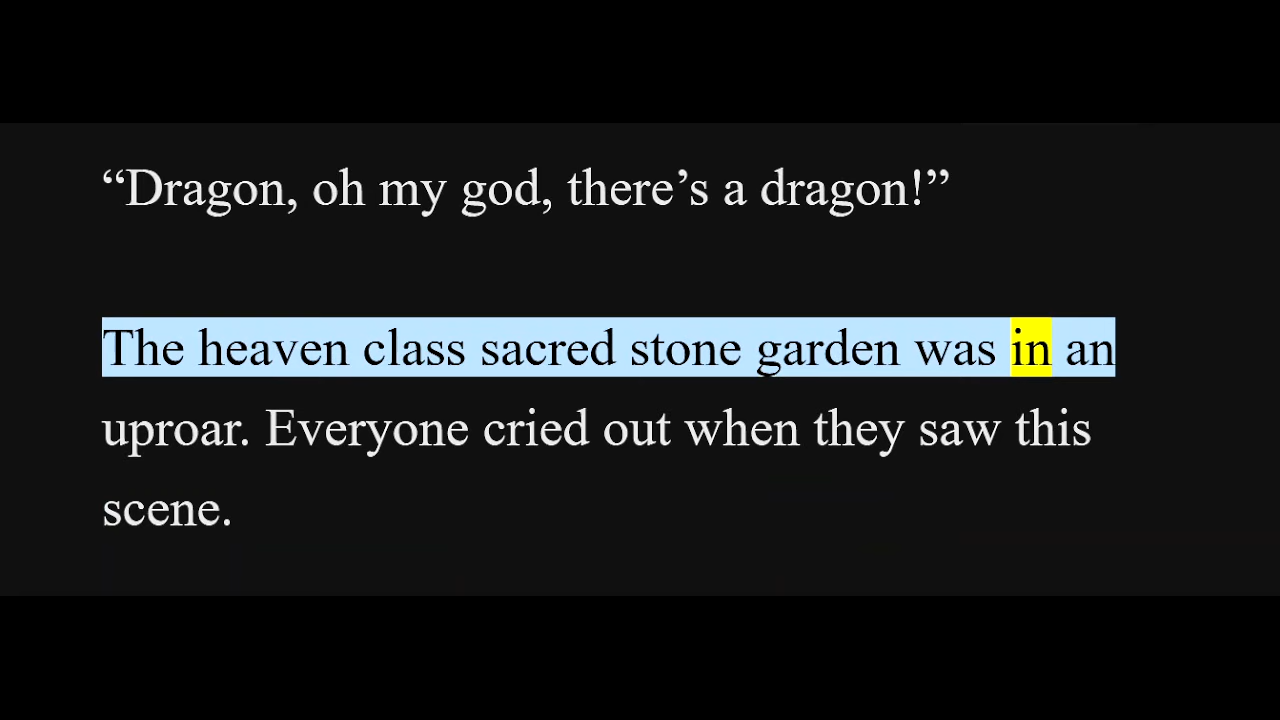 “Dragon, oh my god, there’s a dragon!”
The heaven class sacred stone garden was in an
uproar. Everyone cried out when they saw this
scene.